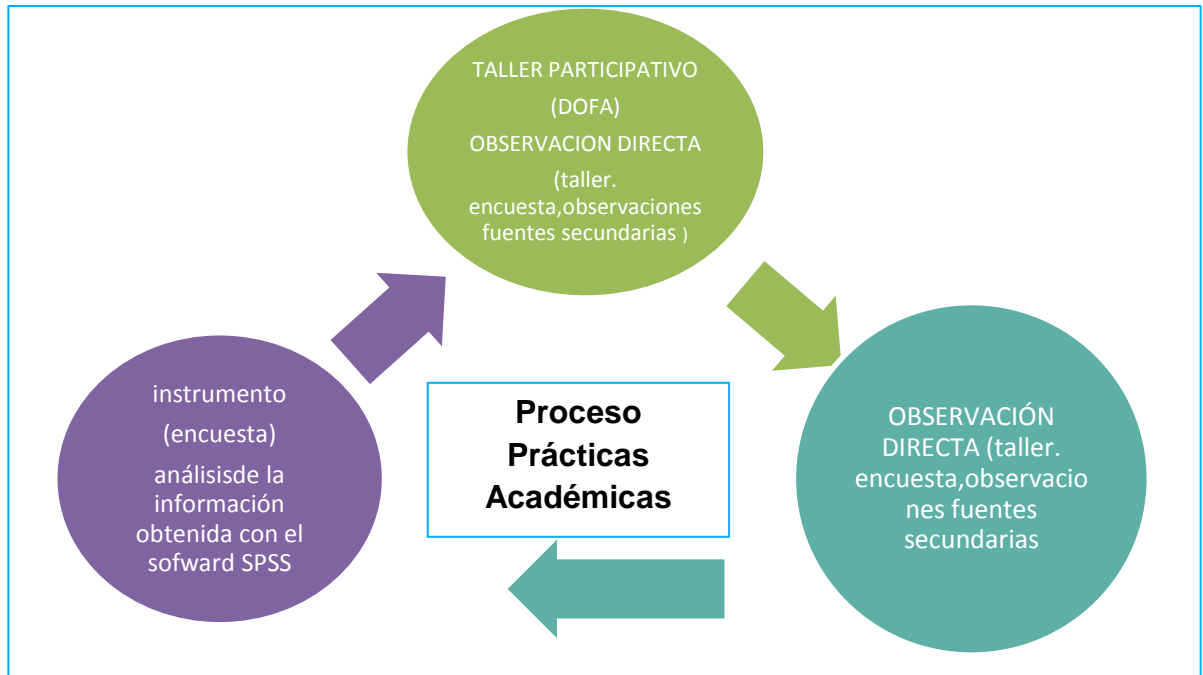 TALLER PARTICIPATIVO
(DOFA)
OBSERVACION DIRECTA
(taller.
encuesta,observaciones
fuentes secundarias )
OBSERVACIÓN
DIRECTA (taller.
encuesta,observacio
nes fuentes
secundarias
instrumento
(encuesta)
análisisde la
información
obtenida con el
sofward SPSS
Proceso
Prácticas
Académicas